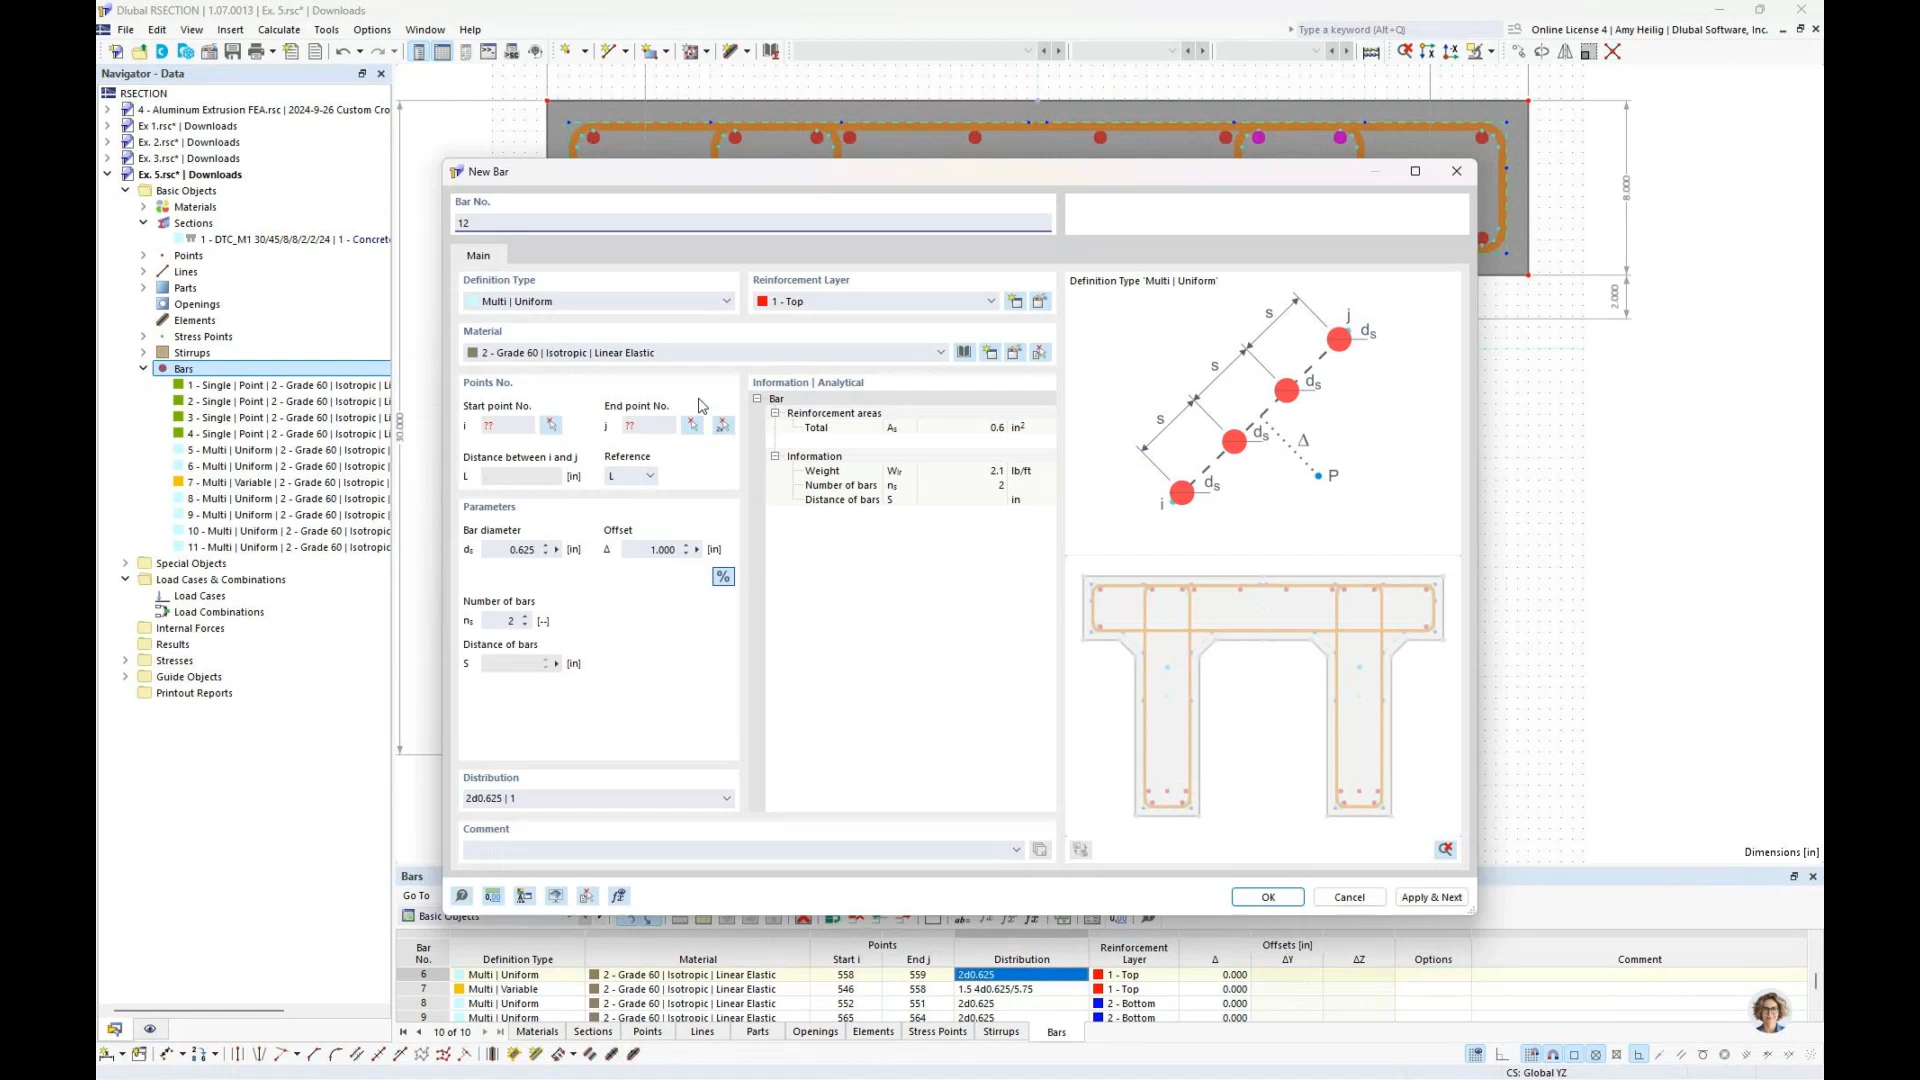 Dlubal RSECTION | 1.07.0013 | Ex. 5.rsc* | Downloads
File Edit View Insert Calculate Tools Options Window Help
Type a keyword (Alt+Q)
Online License 4 | Amy Heilig | Dlubal Software, Inc.
Navigator - Data
RSECTION
4 - Aluminum Extrusion FEA.rsc | 2024-9-26 Custom Cro
Ex 1.rsc* | Downloads
Ex. 2.rsc* | Downloads
Ex. 3.rsc* | Downloads
Ex. 5.rsc* | Downloads
Basic Objects
Materials
Sections
1 - DTC_M1 30/45/8/8/2/2/24 | 1 - Concret
Points
Lines
Parts
Openings
Elements
Stress Points
Stirrups
Bars
1 - Single | Point | 2 - Grade 60 | Isotropic | Li
2 - Single | Point | 2 - Grade 60 | Isotropic | Li
3 - Single | Point | 2 - Grade 60 | Isotropic | Li
4 - Single | Point | 2 - Grade 60 | Isotropic | Li
5 - Multi | Uniform | 2 - Grade 60 | Isotropic
6 - Multi | Uniform | 2 - Grade 60 | Isotropic
7 - Multi | Variable | 2 - Grade 60 | Isotropic
8 - Multi | Uniform | 2 - Grade 60 | Isotropic
9 - Multi | Uniform | 2 - Grade 60 | Isotropic
10 - Multi | Uniform | 2 - Grade 60 | Isotropic
11 - Multi | Uniform | 2 - Grade 60 | Isotropic
Special Objects
Load Cases & Combinations
Load Cases
Load Combinations
Internal Forces
Results
Stresses
Guide Objects
Printout Reports
30.000
8.000
2.000
New Bar
Bar No.
12
Main
Definition Type
Multi | Uniform
Reinforcement Layer
1 - Top
Material
2 - Grade 60 | Isotropic | Linear Elastic
Points No.
Start point No. End point No.
i ?? j ??
Distance between i and j Reference
L [in] L
Parameters
Bar diameter Offset
ds 0.625 [in] Δ 1.000 [in]
%
Number of bars
ns 2 [--]
Distance of bars
S [in]
Distribution
2d0.625 | 1
Comment
Information | Analytical
Bar
Reinforcement areas
Total As 0.6 in2
Information
Weight Wlr 2.1 lb/ft
Number of bars ns 2
Distance of bars S in
Definition Type 'Multi | Uniform'
s j ds
s ds
s ds Δ
P
i ds
OK Cancel Apply & Next
Dimensions [in]
Bars
Go To
Basic Objects
Bar No. Definition Type Material Points Start i End j Distribution Reinforcement Layer Offsets [in] Δ ΔY ΔZ Options Comment
6 Multi | Uniform 2 - Grade 60 | Isotropic | Linear Elastic 558 559 2d0.625 1 - Top 0.000
7 Multi | Variable 2 - Grade 60 | Isotropic | Linear Elastic 546 558 1.5 4d0.625/5.75 1 - Top 0.000
8 Multi | Uniform 2 - Grade 60 | Isotropic | Linear Elastic 552 551 2d0.625 2 - Bottom 0.000
9 Multi | Uniform 2 - Grade 60 | Isotropic | Linear Elastic 565 564 2d0.625 2 - Bottom 0.000
10 of 10 Materials Sections Points Lines Parts Openings Elements Stress Points Stirrups Bars
CS: Global YZ